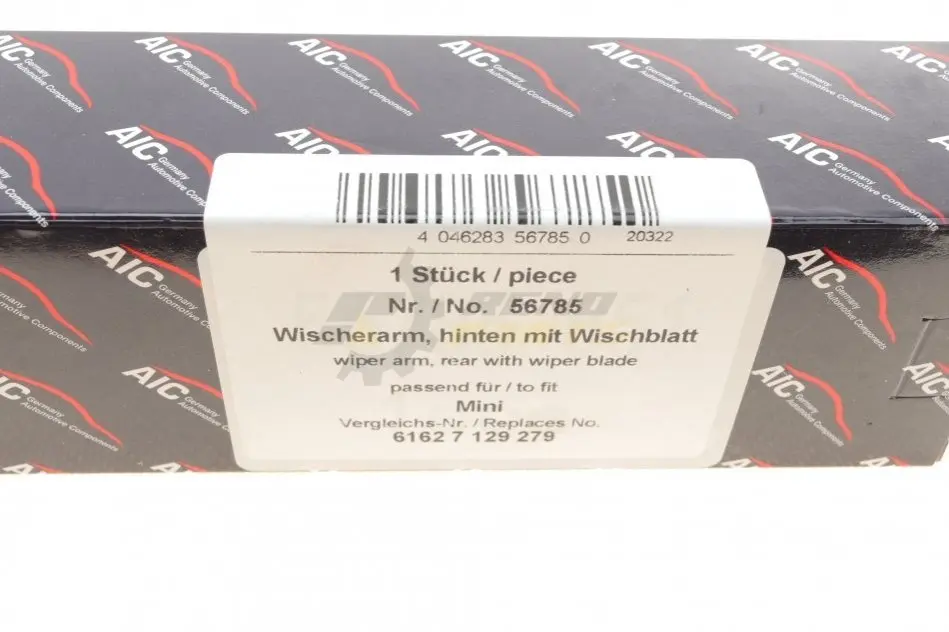 AIC Germany
Automotive Components
4 046283 56785 0 20322
1 Stück / piece
Nr. / No. 56785
Wischerarm, hinten mit Wischblatt
wiper arm, rear with wiper blade
passend für / to fit
Mini
Vergleichs-Nr. / Replaces No.
6162 7 129 279